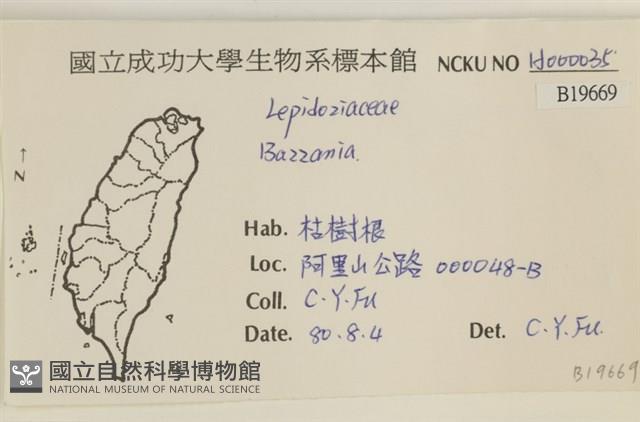 國立成功大學生物系標本館 NCKU NO H000035
B19669
Lepidoziaceae
Bazzania.
N
Hab. 枯樹根
Loc. 阿里山公路 000048-B
Coll. C.Y.Fu
Date. 80.8.4 Det. C.Y.Fu.
國立自然科學博物館
NATIONAL MUSEUM OF NATURAL SCIENCE
B19669